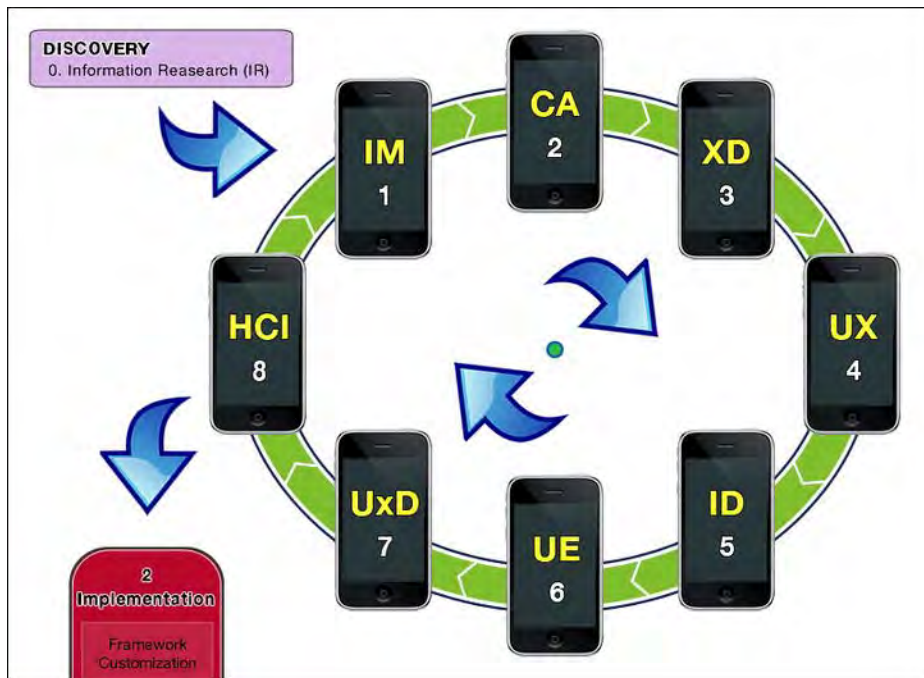 DISCOVERY
0. Information Reasearch (IR)
IM
1
CA
2
XD
3
UX
4
ID
5
UE
6
UxD
7
HCI
8
2
Implementation
Framework
Customization